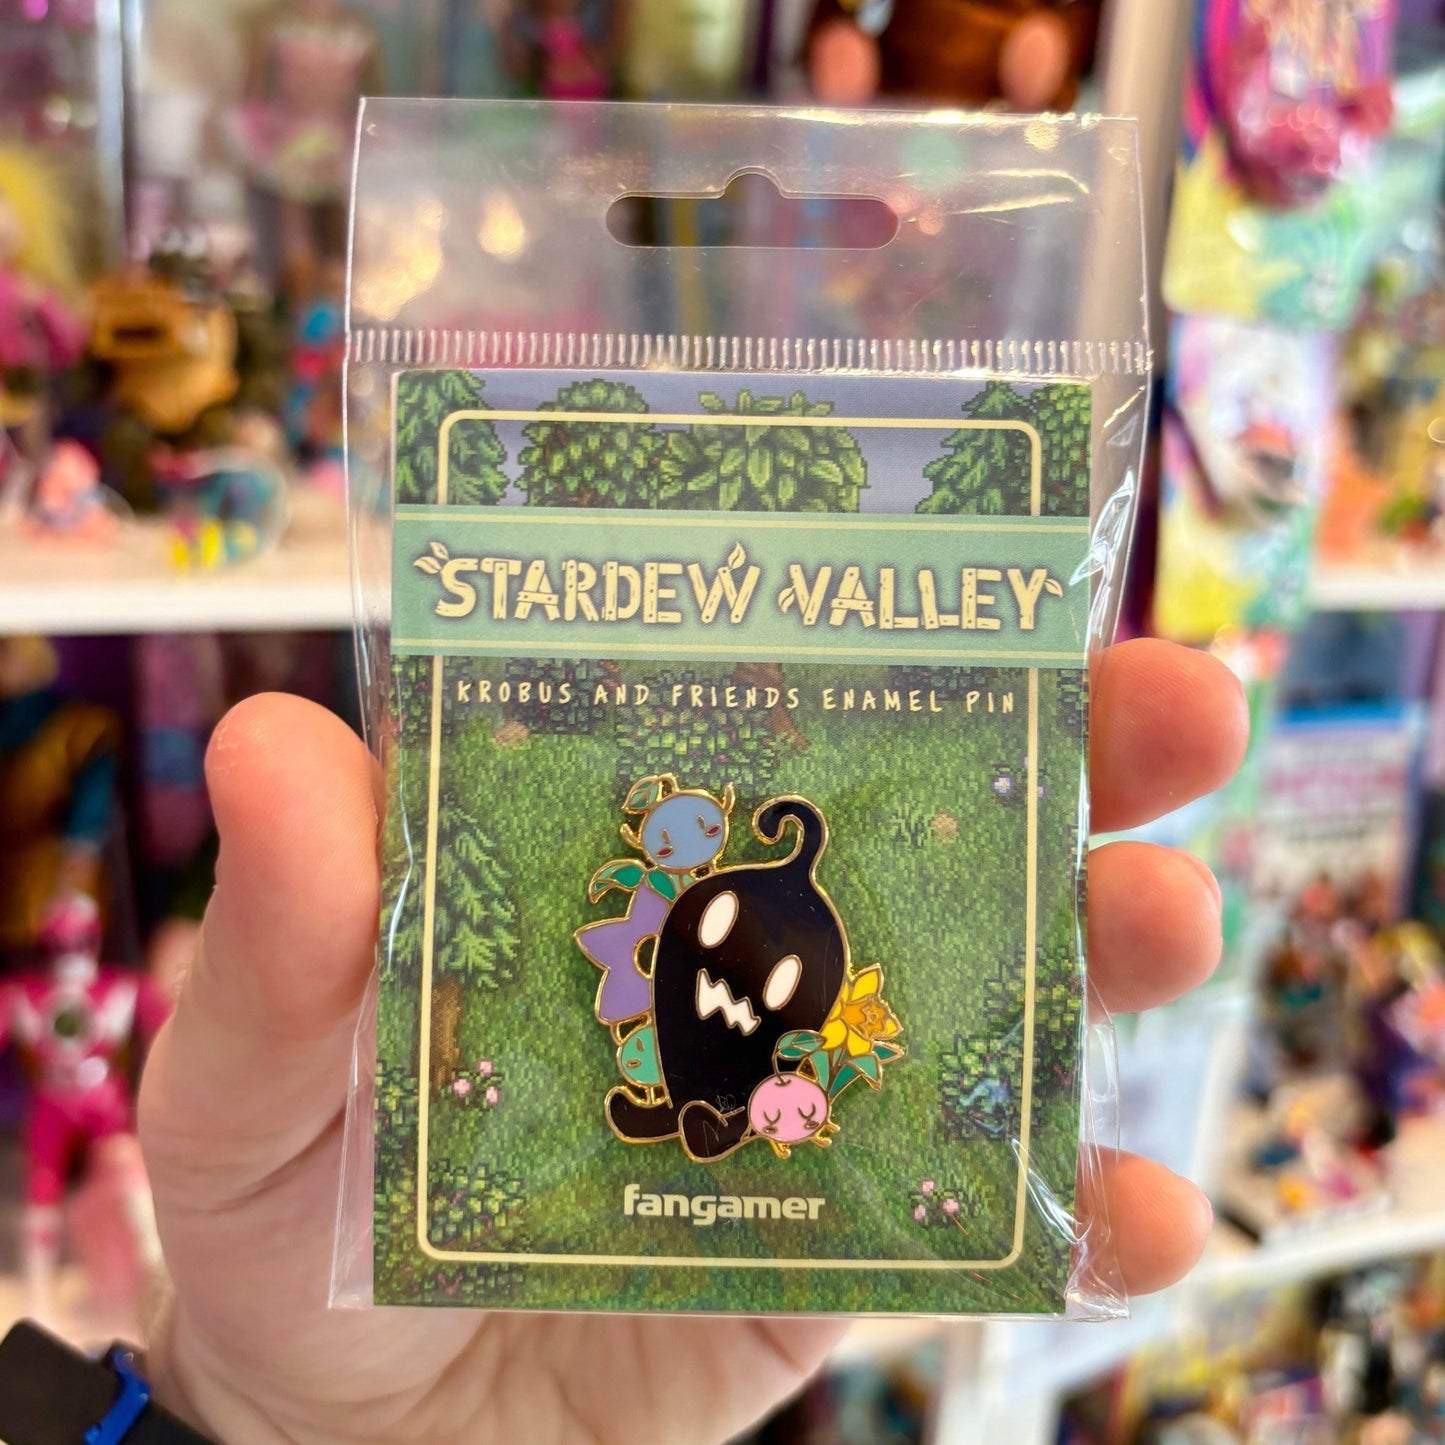 STARDEW VALLEY
KROBUS AND FRIENDS ENAMEL PIN
fangamer